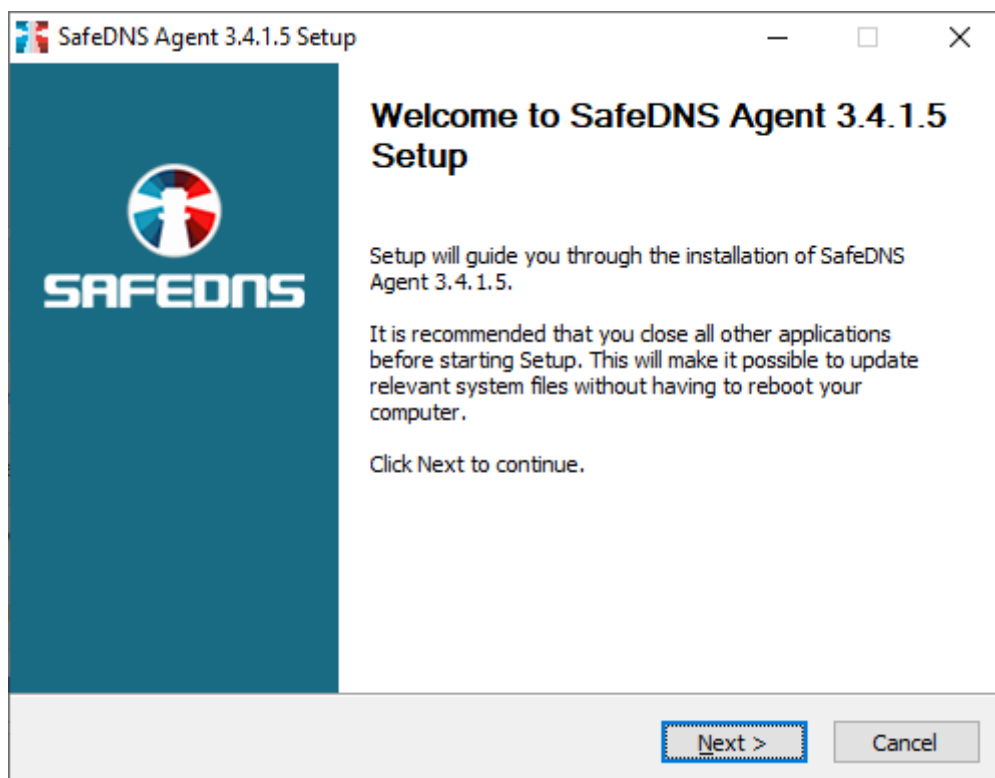 SafeDNS Agent 3.4.1.5 Setup
Welcome to SafeDNS Agent 3.4.1.5
Setup
SAFEDNS
Setup will guide you through the installation of SafeDNS
Agent 3.4.1.5.
It is recommended that you close all other applications
before starting Setup. This will make it possible to update
relevant system files without having to reboot your
computer.
Click Next to continue.
Next >
Cancel